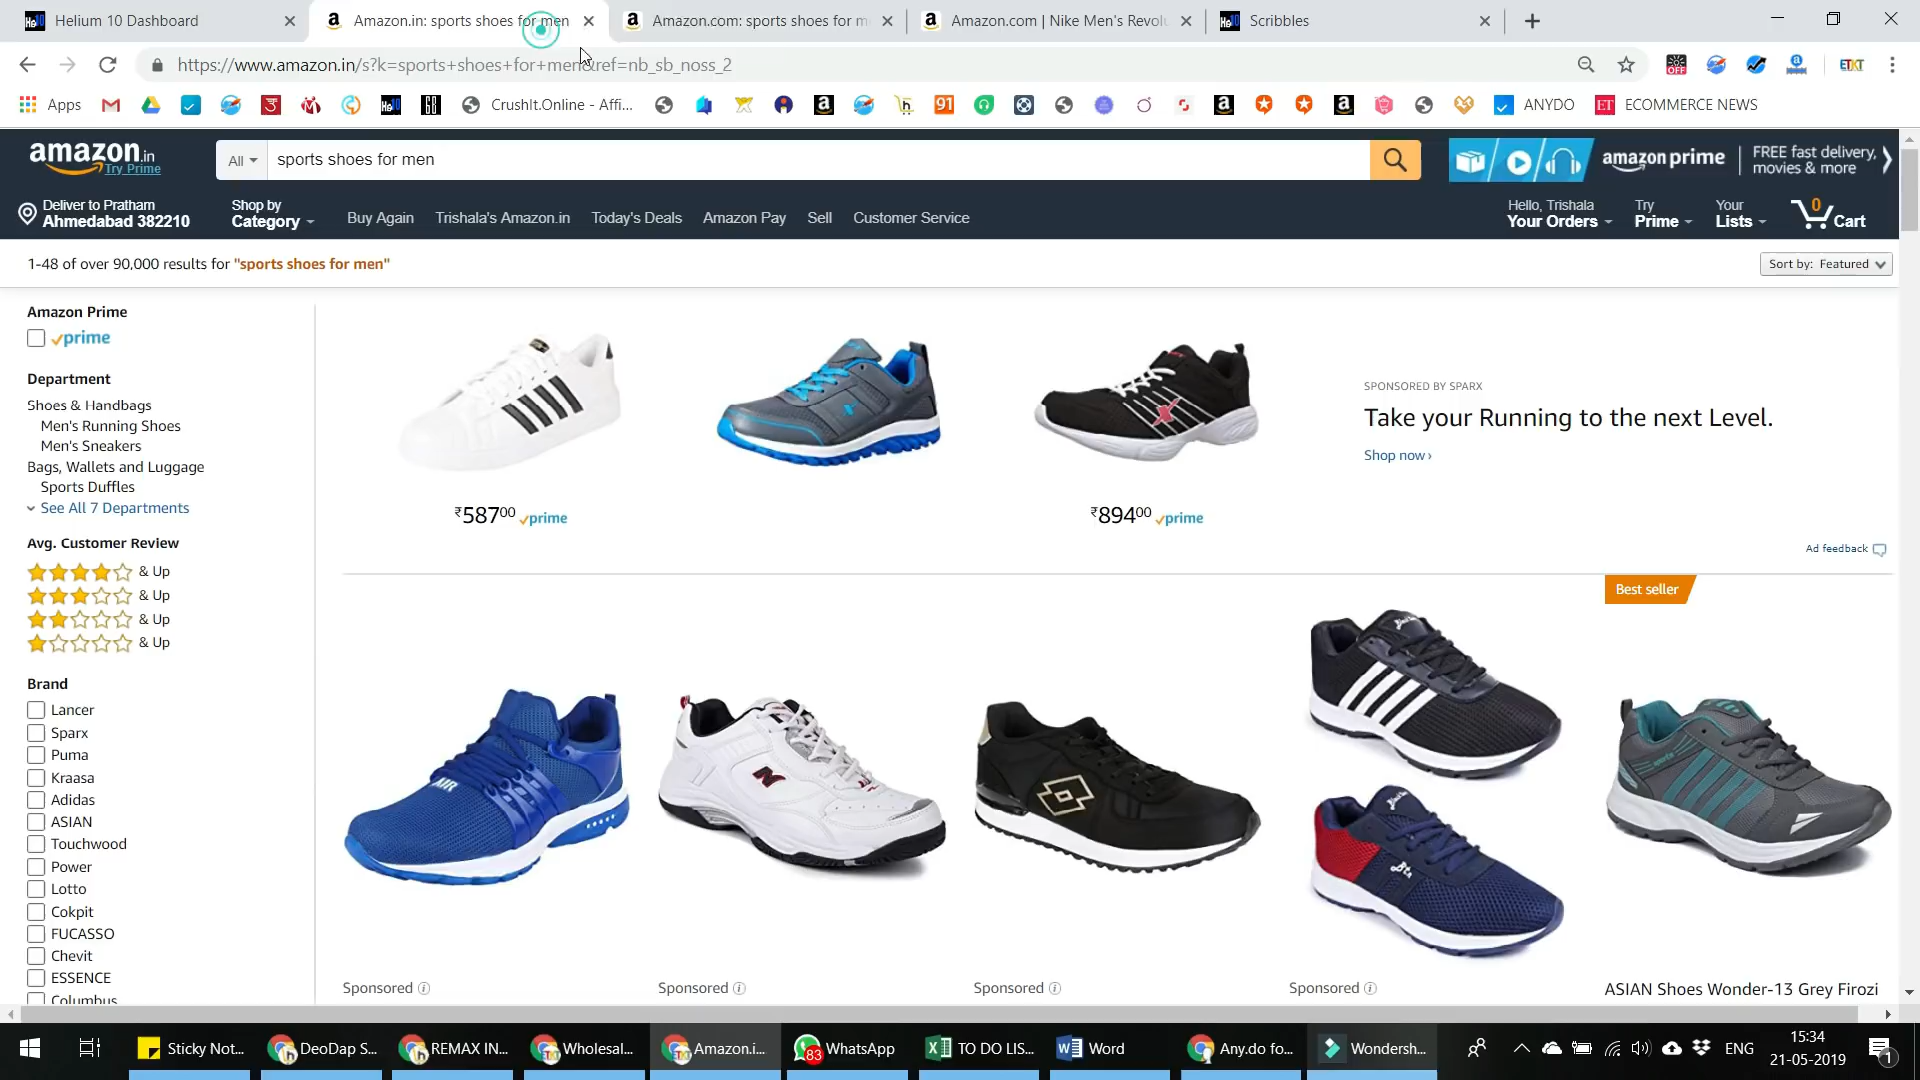 Helium 10 Dashboard
Amazon.in: sports shoes for men
Amazon.com: sports shoes for m
Amazon.com | Nike Men's Revolu
Scribbles
https://www.amazon.in/s?k=sports+shoes+for+men&ref=nb_sb_noss_2
Apps
CrushIt.Online - Affi...
ANYDO
ECOMMERCE NEWS
amazon.in
Try Prime
All
sports shoes for men
amazon prime
FREE fast delivery, movies & more
Deliver to Pratham
Ahmedabad 382210
Shop by
Category
Buy Again
Trishala's Amazon.in
Today's Deals
Amazon Pay
Sell
Customer Service
Hello, Trishala
Your Orders
Try
Prime
Your
Lists
0
Cart
1-48 of over 90,000 results for "sports shoes for men"
Sort by: Featured
Amazon Prime
prime
Department
Shoes & Handbags
Men's Running Shoes
Men's Sneakers
Bags, Wallets and Luggage
Sports Duffles
See All 7 Departments
Avg. Customer Review
& Up
& Up
& Up
& Up
Brand
Lancer
Sparx
Puma
Kraasa
Adidas
ASIAN
Touchwood
Power
Lotto
Cokpit
FUCASSO
Chevit
ESSENCE
Columbus
₹587⁰⁰ prime
₹894⁰⁰ prime
SPONSORED BY SPARX
Take your Running to the next Level.
Shop now ›
Ad feedback
Best seller
AIR
Sponsored
Sponsored
Sponsored
Sponsored
ASIAN Shoes Wonder-13 Grey Firozi
Sticky Not...
DeoDap S...
REMAX IN...
Wholesal...
Amazon.i...
83
WhatsApp
TO DO LIS...
Word
Any.do fo...
Wondersh...
ENG
15:34
21-05-2019
1